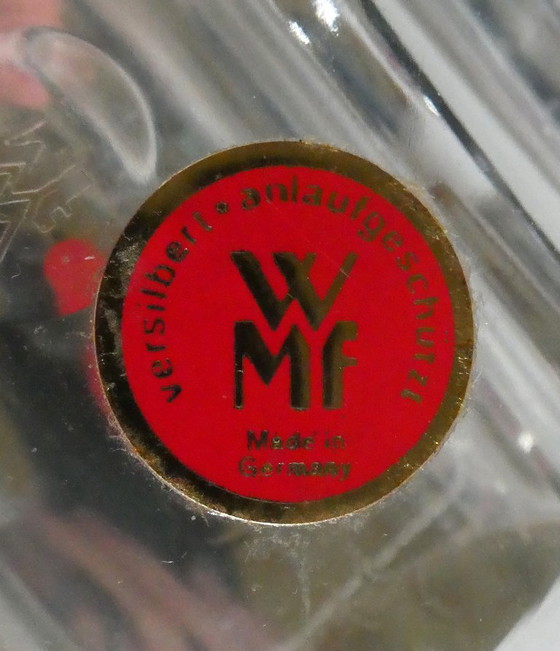 versilbert * anlaufgeschützt
WMF
Made in
Germany